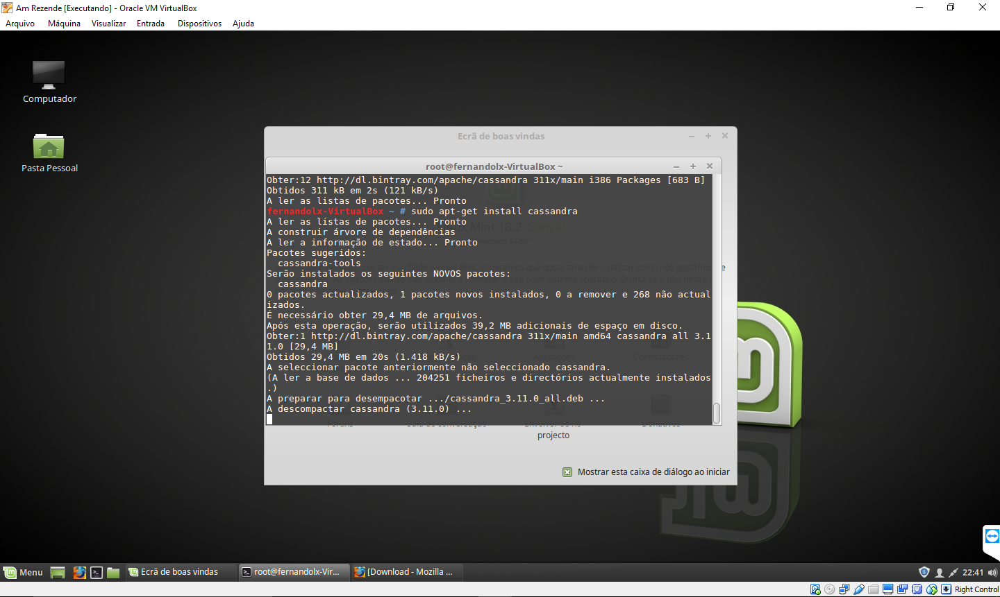 Am Rezende [Executando] - Oracle VM VirtualBox
Arquivo Máquina Visualizar Entrada Dispositivos Ajuda
Computador
Pasta Pessoal
Ecrã de boas vindas
root@fernandolx-VirtualBox ~
Obter:12 http://dl.bintray.com/apache/cassandra 311x/main i386 Packages [683 B]
Obtidos 311 kB em 2s (121 kB/s)
A ler as listas de pacotes... Pronto
fernandolx-VirtualBox ~ # sudo apt-get install cassandra
A ler as listas de pacotes... Pronto
A construir árvore de dependências
A ler a informação de estado... Pronto
Pacotes sugeridos:
cassandra-tools
Serão instalados os seguintes NOVOS pacotes:
cassandra
0 pacotes actualizados, 1 pacotes novos instalados, 0 a remover e 268 não actual
izados.
É necessário obter 29,4 MB de arquivos.
Após esta operação, serão utilizados 39,2 MB adicionais de espaço em disco.
Obter:1 http://dl.bintray.com/apache/cassandra 311x/main amd64 cassandra all 3.1
1.0 [29,4 MB]
Obtidos 29,4 MB em 20s (1.418 kB/s)
A seleccionar pacote anteriormente não seleccionado cassandra.
(A ler a base de dados ... 204251 ficheiros e directórios actualmente instalados
.)
A preparar para desempacotar .../cassandra_3.11.0_all.deb ...
A descompactar cassandra (3.11.0) ...
Mint 18.2 'Sonya'
Aplicações
Controladores
projecto
Mostrar esta caixa de diálogo ao iniciar
Menu
Ecrã de boas vindas
root@fernandolx-Vir...
[Download - Mozilla ...
22:41
Right Control